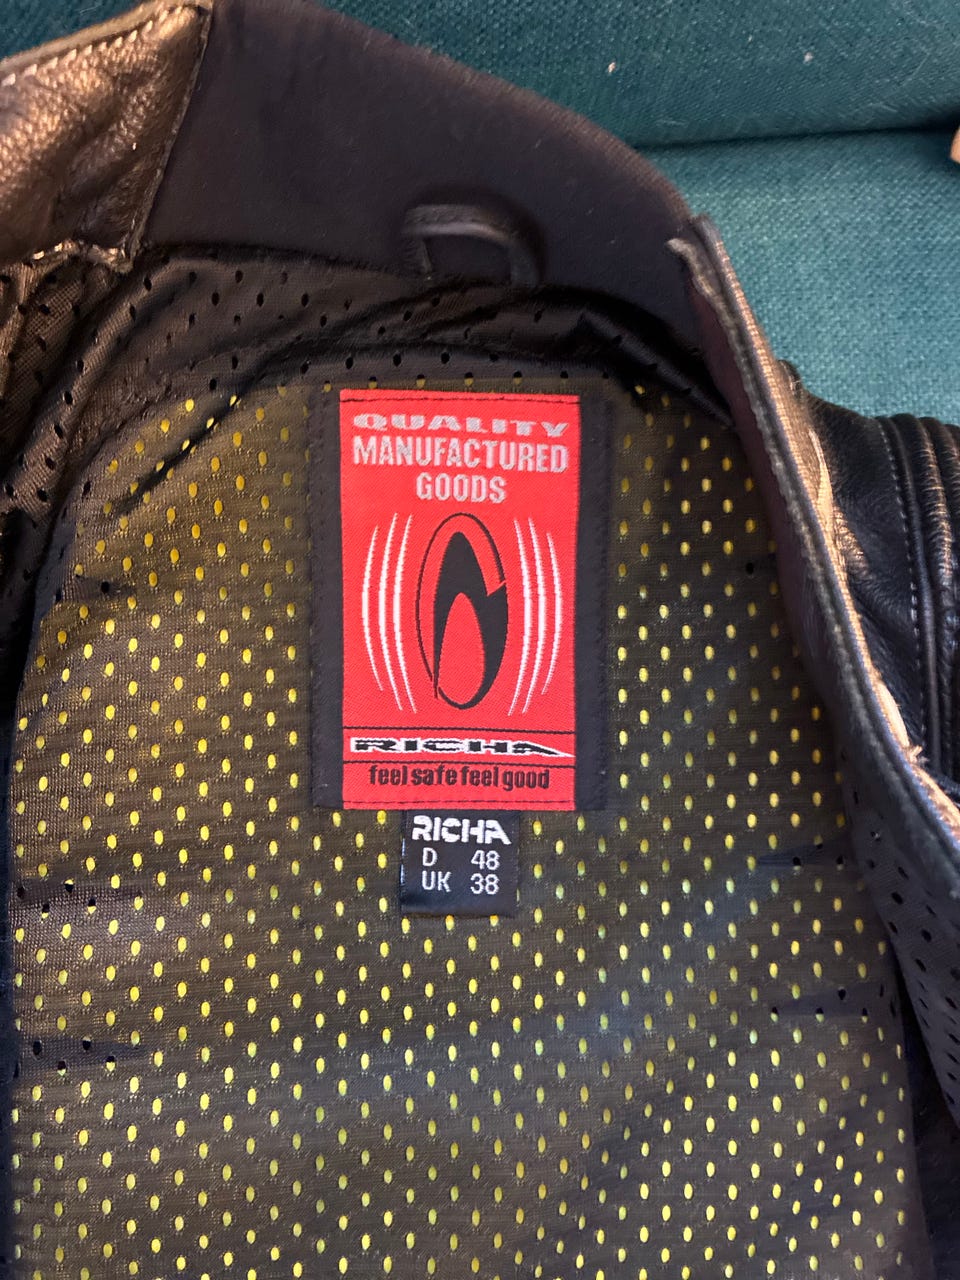 QUALITY
MANUFACTURED
GOODS
RICHA
feel safe feel good
RICHA
D 48
UK 38